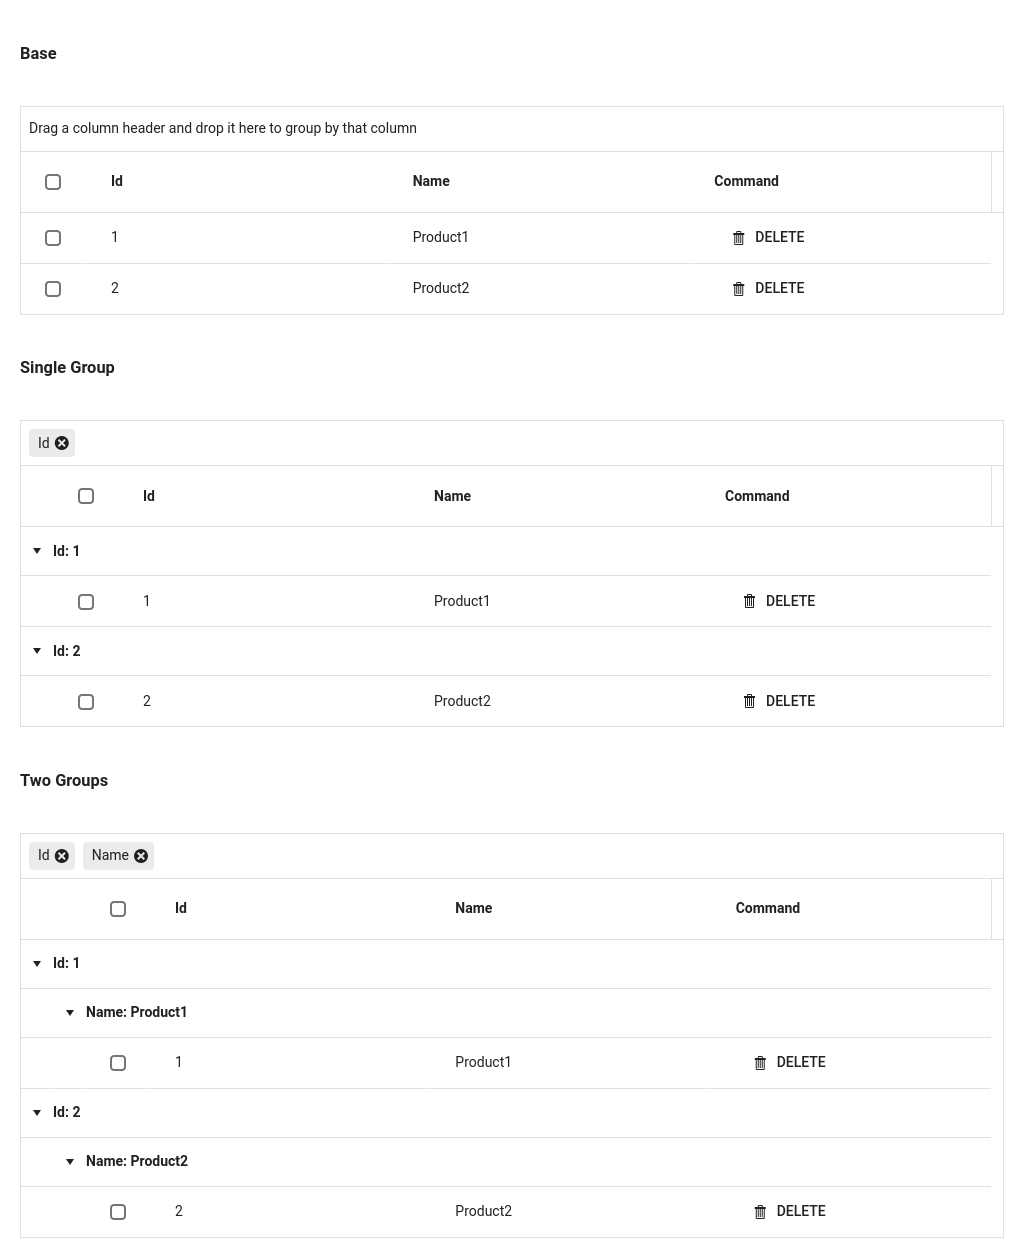 Base
Drag a column header and drop it here to group by that column
Id Name Command
1 Product1 DELETE
2 Product2 DELETE
Single Group
Id
Id Name Command
Id: 1
1 Product1 DELETE
Id: 2
2 Product2 DELETE
Two Groups
Id Name
Id Name Command
Id: 1
Name: Product1
1 Product1 DELETE
Id: 2
Name: Product2
2 Product2 DELETE